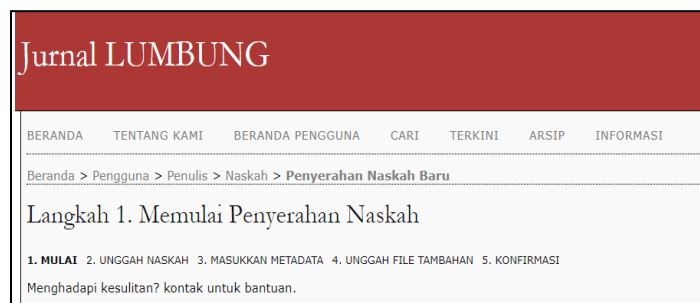 Jurnal LUMBUNG
BERANDA TENTANG KAMI BERANDA PENGGUNA CARI TERKINI ARSIP INFORMASI
Beranda > Pengguna > Penulis > Naskah > Penyerahan Naskah Baru
Langkah 1. Memulai Penyerahan Naskah
1. MULAI 2. UNGGAH NASKAH 3. MASUKKAN METADATA 4. UNGGAH FILE TAMBAHAN 5. KONFIRMASI
Menghadapi kesulitan? kontak untuk bantuan.